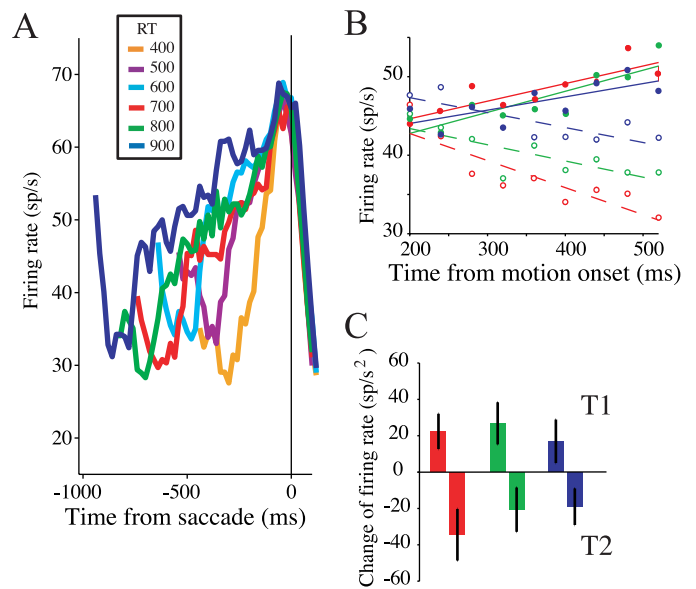 A
RT
400
500
600
700
800
900
Firing rate (sp/s)
70
60
50
40
30
20
-1000
-500
0
Time from saccade (ms)
B
Firing rate (sp/s)
50
40
30
200
300
400
500
Time from motion onset (ms)
C
Change of firing rate (sp/s²)
60
40
20
0
-20
-40
-60
T1
T2